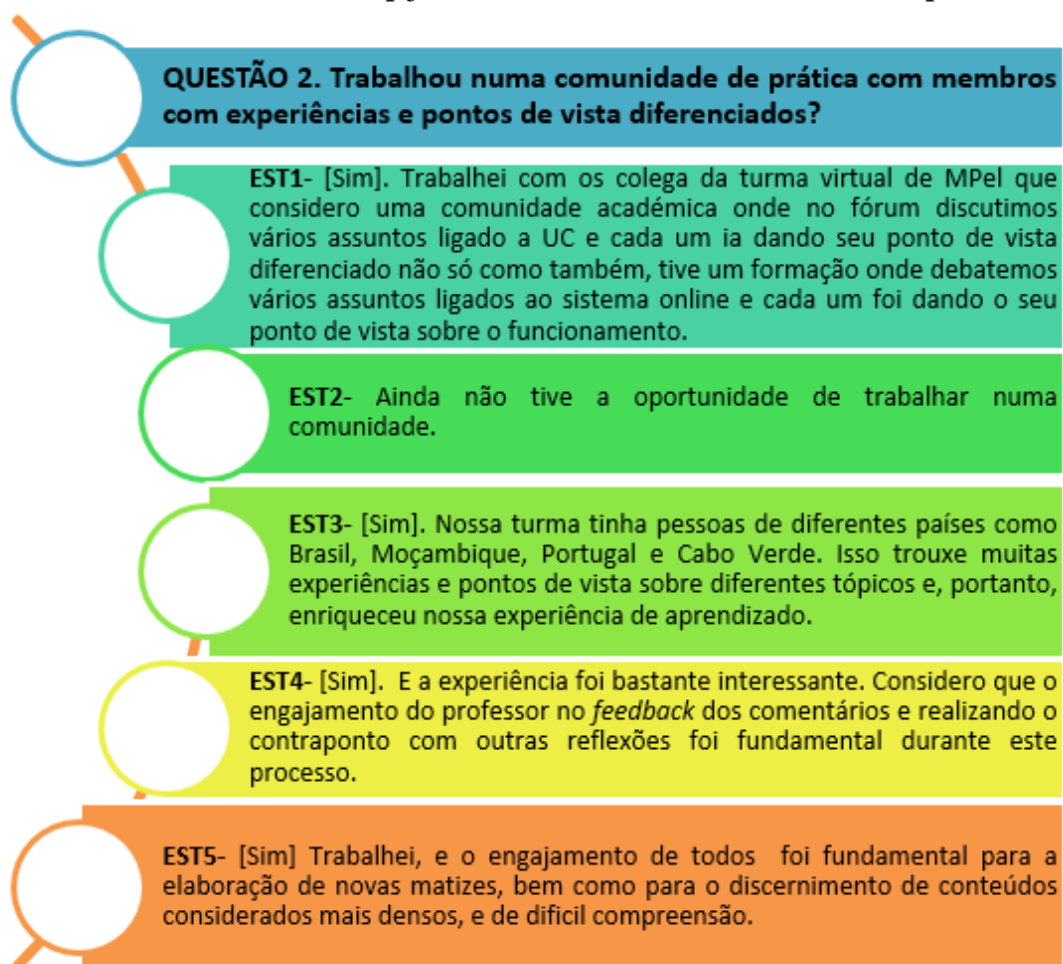 QUESTÃO 2. Trabalhou numa comunidade de prática com membros
com experiências e pontos de vista diferenciados?
EST1- [Sim]. Trabalhei com os colega da turma virtual de MPel que
considero uma comunidade académica onde no fórum discutimos
vários assuntos ligado a UC e cada um ia dando seu ponto de vista
diferenciado não só como também, tive um formação onde debatemos
vários assuntos ligados ao sistema online e cada um foi dando o seu
ponto de vista sobre o funcionamento.
EST2- Ainda não tive a oportunidade de trabalhar numa
comunidade.
EST3- [Sim]. Nossa turma tinha pessoas de diferentes países como
Brasil, Moçambique, Portugal e Cabo Verde. Isso trouxe muitas
experiências e pontos de vista sobre diferentes tópicos e, portanto,
enriqueceu nossa experiência de aprendizado.
EST4- [Sim]. E a experiência foi bastante interessante. Considero que o
engajamento do professor no feedback dos comentários e realizando o
contraponto com outras reflexões foi fundamental durante este
processo.
EST5- [Sim] Trabalhei, e o engajamento de todos foi fundamental para a
elaboração de novas matizes, bem como para o discernimento de conteúdos
considerados mais densos, e de dificil compreensão.